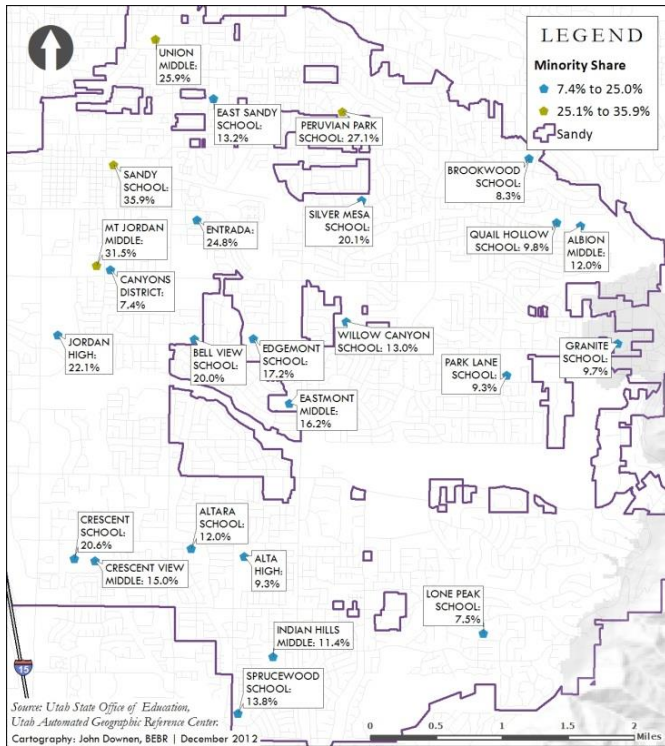 LEGEND
Minority Share
7.4% to 25.0%
25.1% to 35.9%
Sandy
UNION
MIDDLE:
25.9%
EAST SANDY
SCHOOL:
13.2%
PERUVIAN PARK
SCHOOL: 27.1%
SANDY
SCHOOL:
35.9%
BROOKWOOD
SCHOOL:
8.3%
MT JORDAN
MIDDLE:
31.5%
ENTRADA:
24.8%
SILVER MESA
SCHOOL:
20.1%
QUAIL HOLLOW
SCHOOL: 9.8%
ALBION
MIDDLE:
12.0%
CANYONS
DISTRICT:
7.4%
JORDAN
HIGH:
22.1%
BELL VIEW
SCHOOL:
20.0%
EDGEMONT
SCHOOL:
17.2%
WILLOW CANYON
SCHOOL: 13.0%
PARK LANE
SCHOOL:
9.3%
GRANITE
SCHOOL:
9.7%
EASTMONT
MIDDLE:
16.2%
CRESCENT
SCHOOL:
20.6%
CRESCENT VIEW
MIDDLE: 15.0%
ALTARA
SCHOOL:
12.0%
ALTA
HIGH:
9.3%
LONE PEAK
SCHOOL:
7.5%
INDIAN HILLS
MIDDLE: 11.4%
SPRUCEWOOD
SCHOOL:
13.8%
15
Source: Utah State Office of Education,
Utah Automated Geographic Reference Center.
Cartography: John Downen, BEBR | December 2012
0 0.5 1 1.5 2
Miles